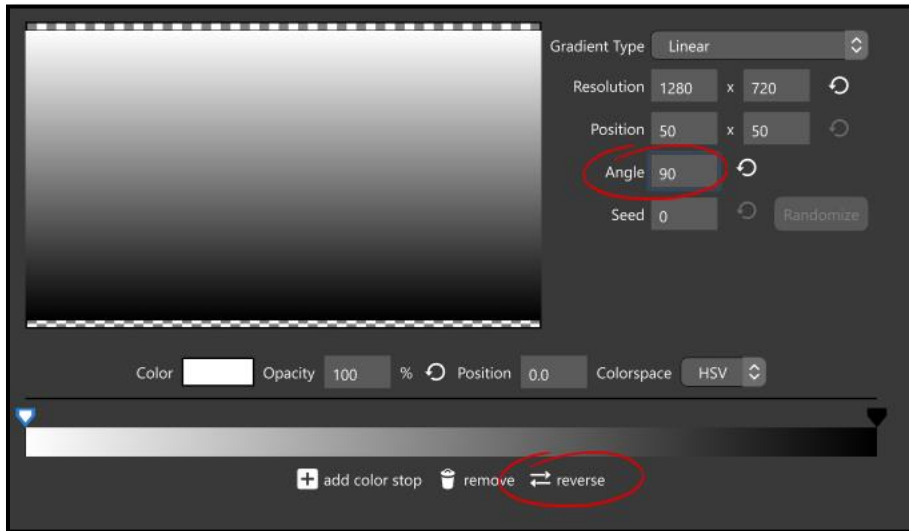 Gradient Type Linear
Resolution 1280 x 720
Position 50 x 50
Angle 90
Seed 0 Randomize
Color Opacity 100 % Position 0.0 Colorspace HSV
add color stop remove reverse